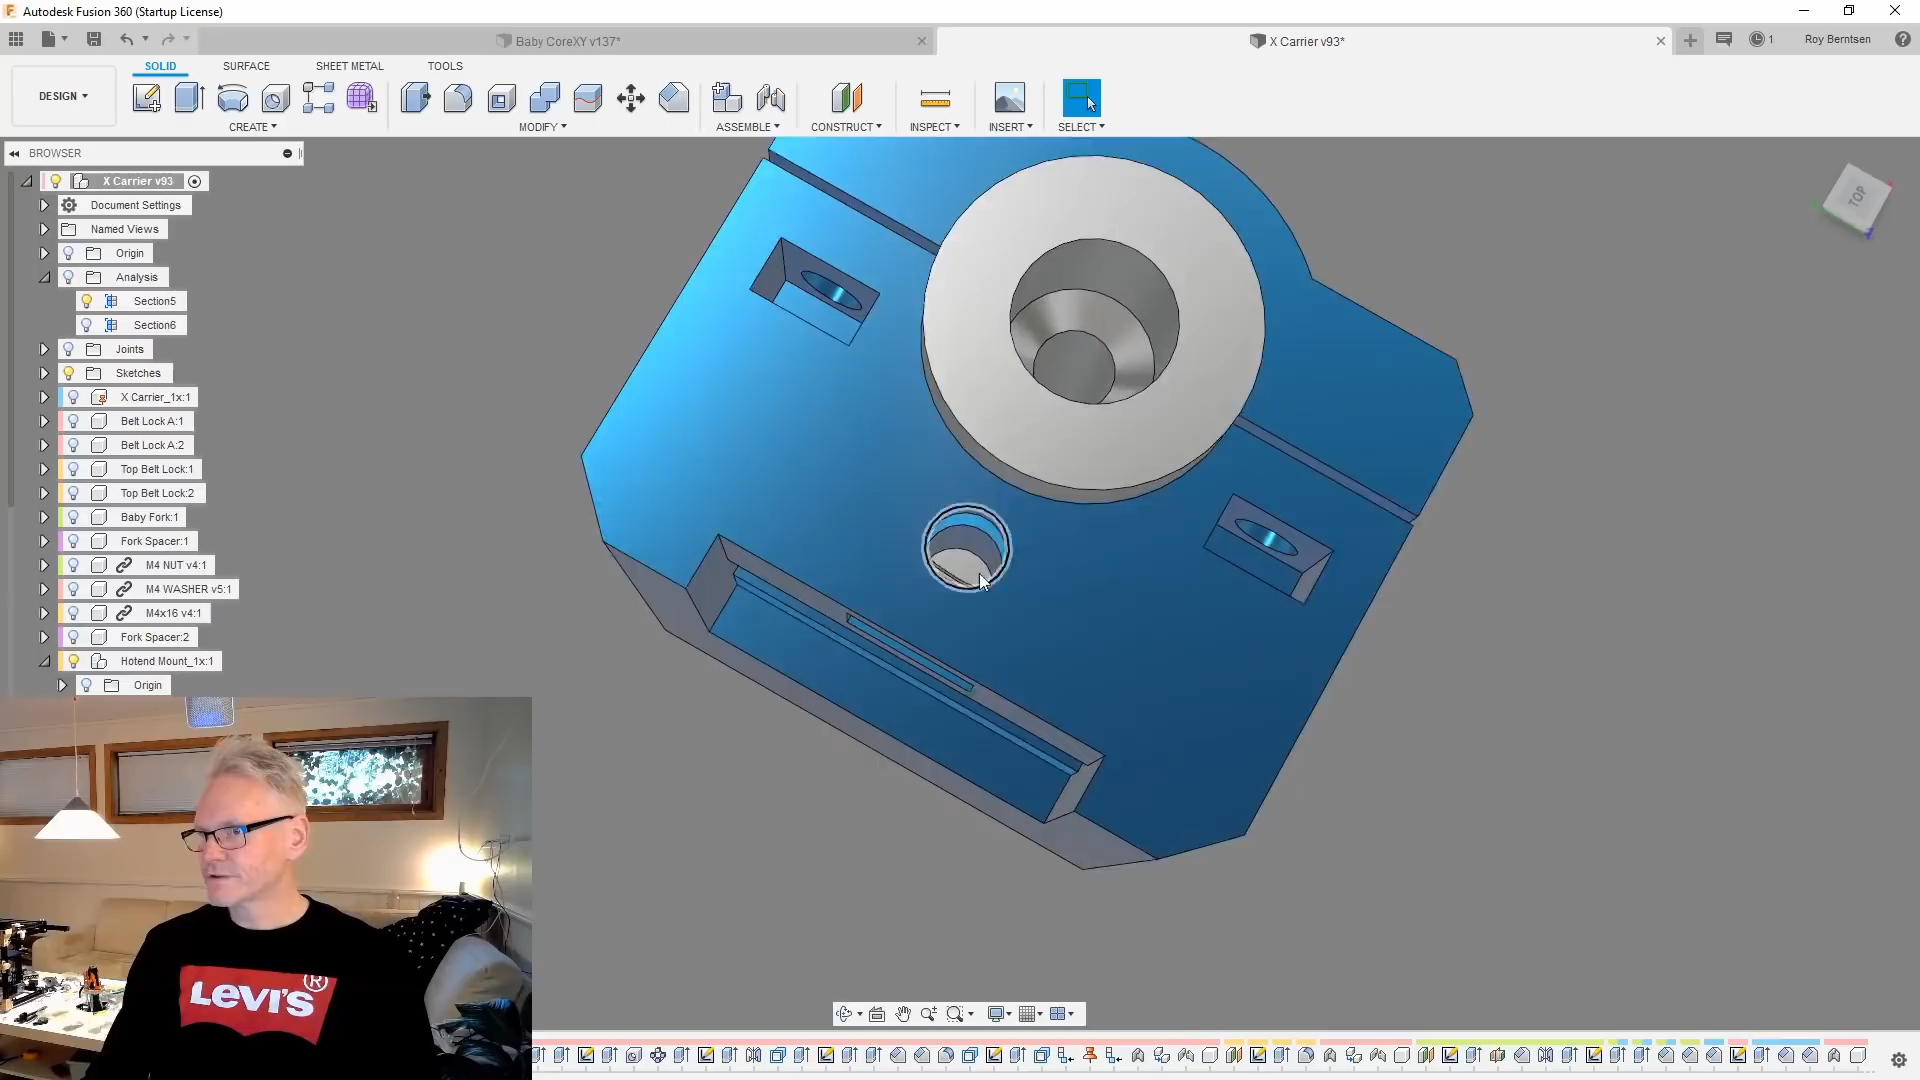 Autodesk Fusion 360 (Startup License)
Baby CoreXY v137*
X Carrier v93*
1
Roy Berntsen
DESIGN
SOLID
SURFACE
SHEET METAL
TOOLS
CREATE
MODIFY
ASSEMBLE
CONSTRUCT
INSPECT
INSERT
SELECT
BROWSER
X Carrier v93
Document Settings
Named Views
Origin
Analysis
Section5
Section6
Joints
Sketches
X Carrier_1x:1
Belt Lock A:1
Belt Lock A:2
Top Belt Lock:1
Top Belt Lock:2
Baby Fork:1
Fork Spacer:1
M4 NUT v4:1
M4 WASHER v5:1
M4x16 v4:1
Fork Spacer:2
Hotend Mount_1x:1
Origin
TOP
Z
LEVI'S®